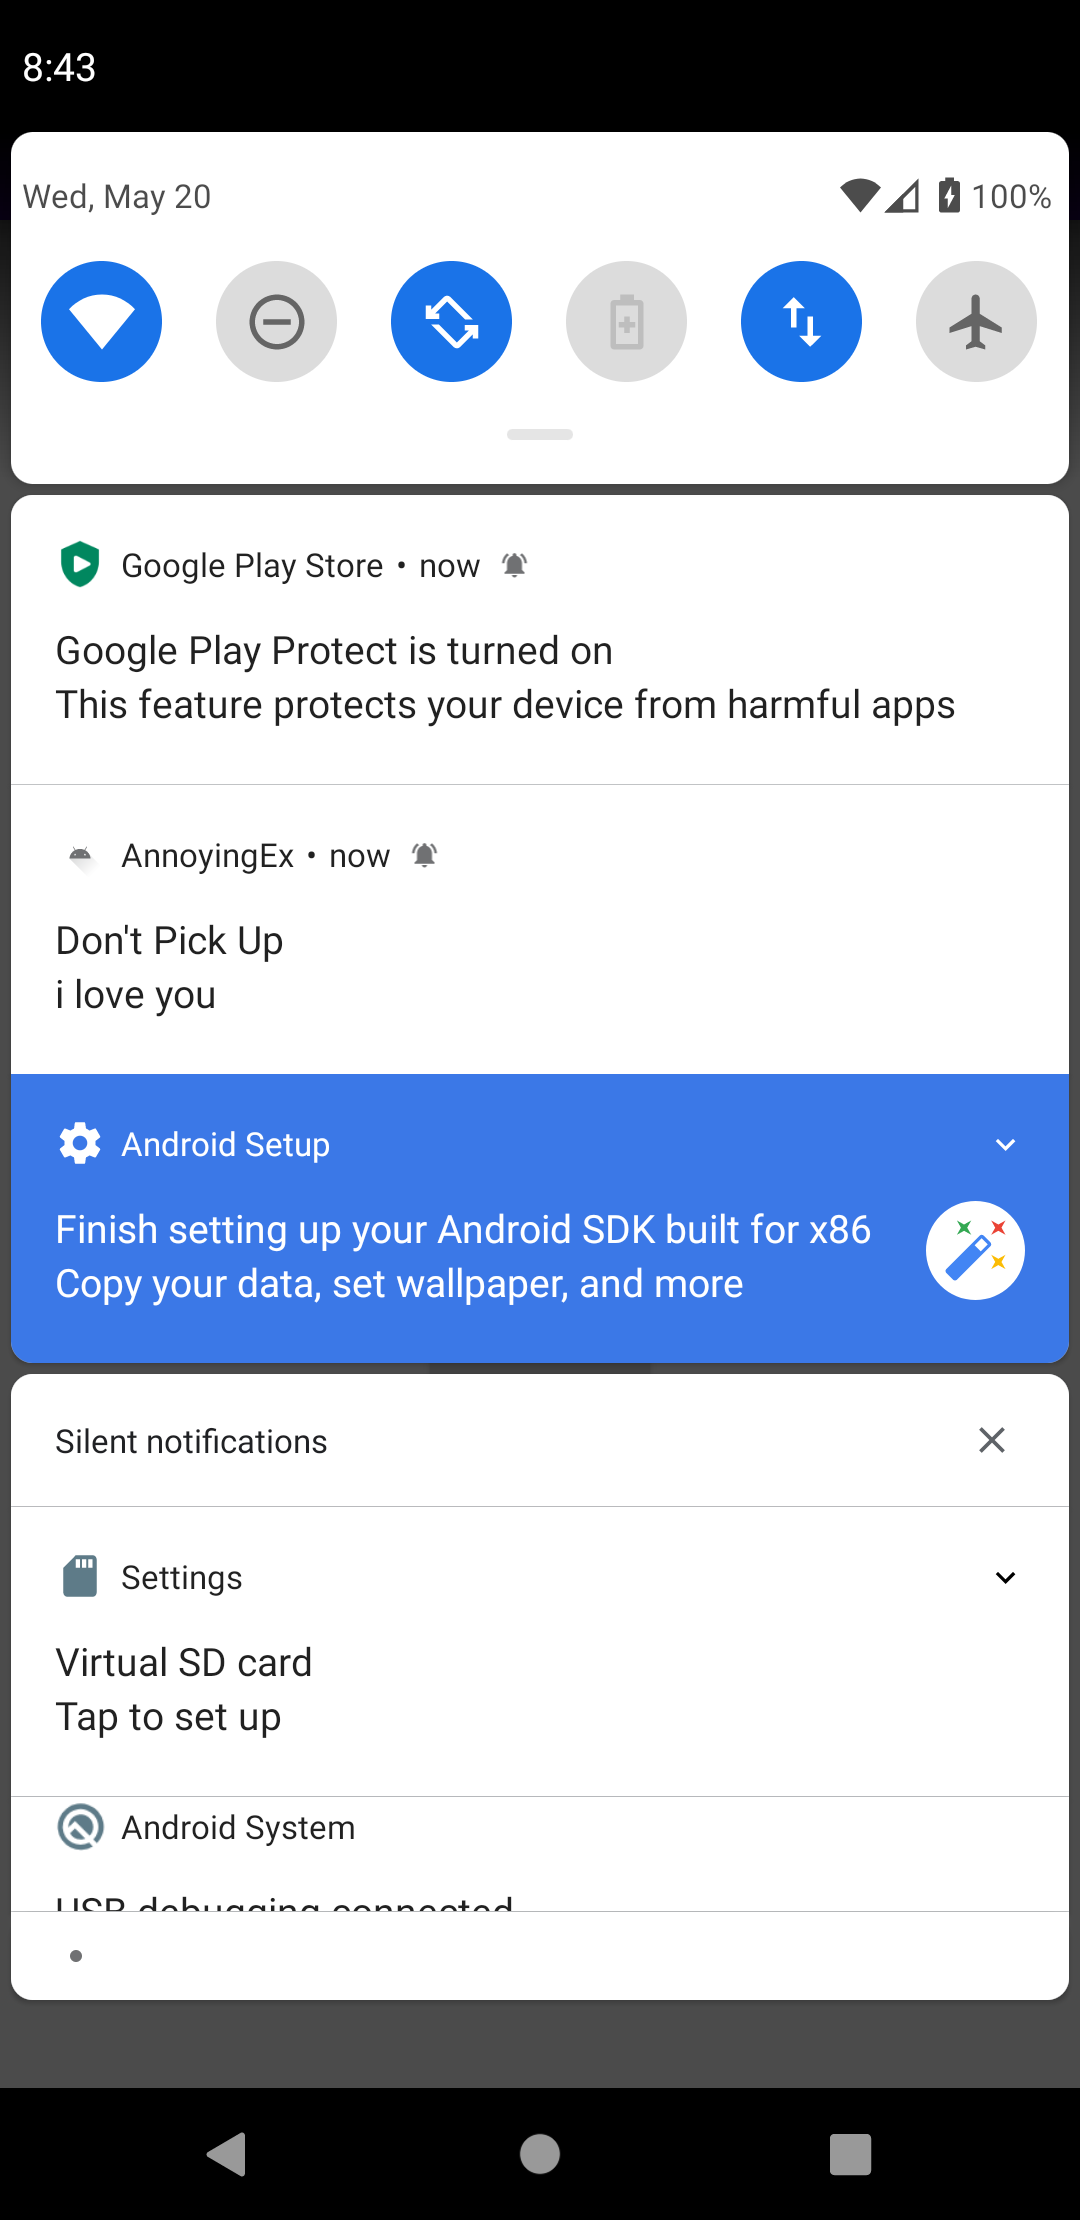 8:43
Wed, May 20
100%
Google Play Store • now
Google Play Protect is turned on
This feature protects your device from harmful apps
AnnoyingEx • now
Don't Pick Up
i love you
Android Setup
Finish setting up your Android SDK built for x86
Copy your data, set wallpaper, and more
Silent notifications
Settings
Virtual SD card
Tap to set up
Android System
USB debugging connected